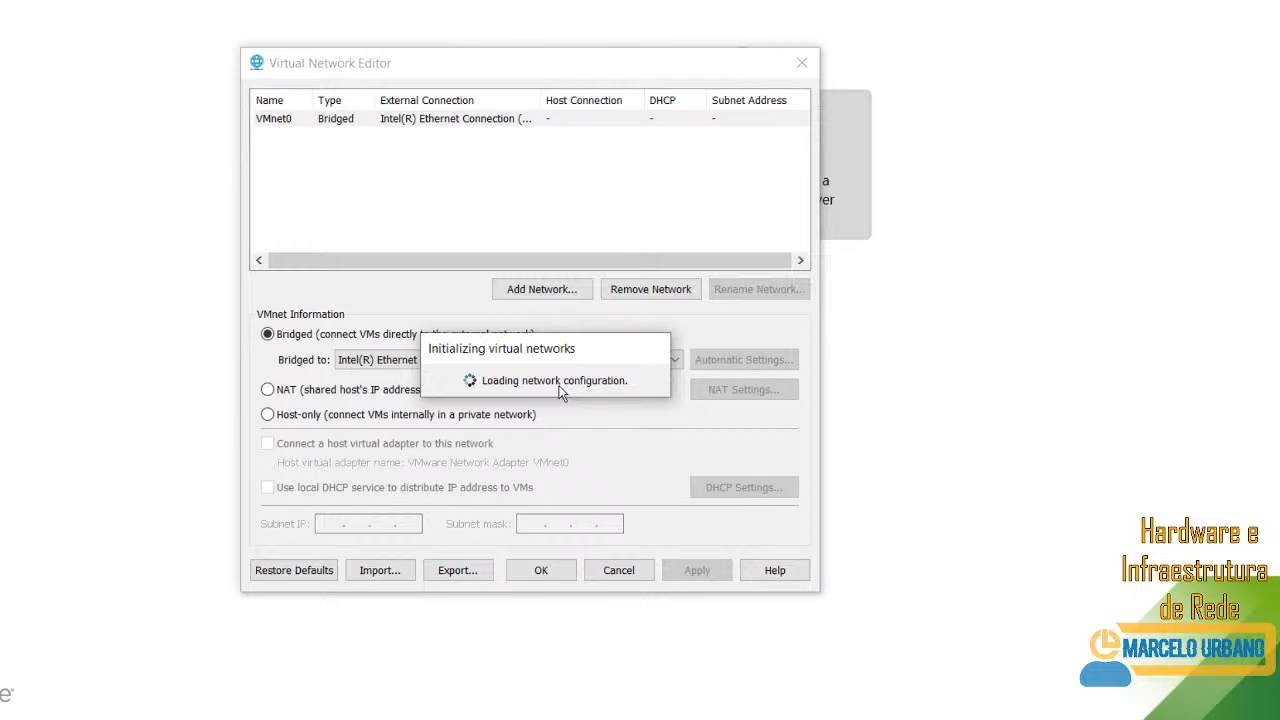 Virtual Network Editor
Name Type External Connection Host Connection DHCP Subnet Address
VMnet0 Bridged Intel(R) Ethernet Connection (... - - -
a
ver
Add Network... Remove Network Rename Network...
VMnet Information
Bridged (connect VMs directly to the external network)
Initializing virtual networks
Bridged to: Intel(R) Ethernet Automatic Settings...
Loading network configuration.
NAT (shared host's IP address NAT Settings...
Host-only (connect VMs internally in a private network)
Connect a host virtual adapter to this network
Host virtual adapter name: VMware Network Adapter VMnet0
Use local DHCP service to distribute IP address to VMs DHCP Settings...
Subnet IP: . . . Subnet mask: . . .
Restore Defaults Import... Export... OK Cancel Apply Help
Hardware e
Infraestrutura
de Rede
MARCELO URBANO
e